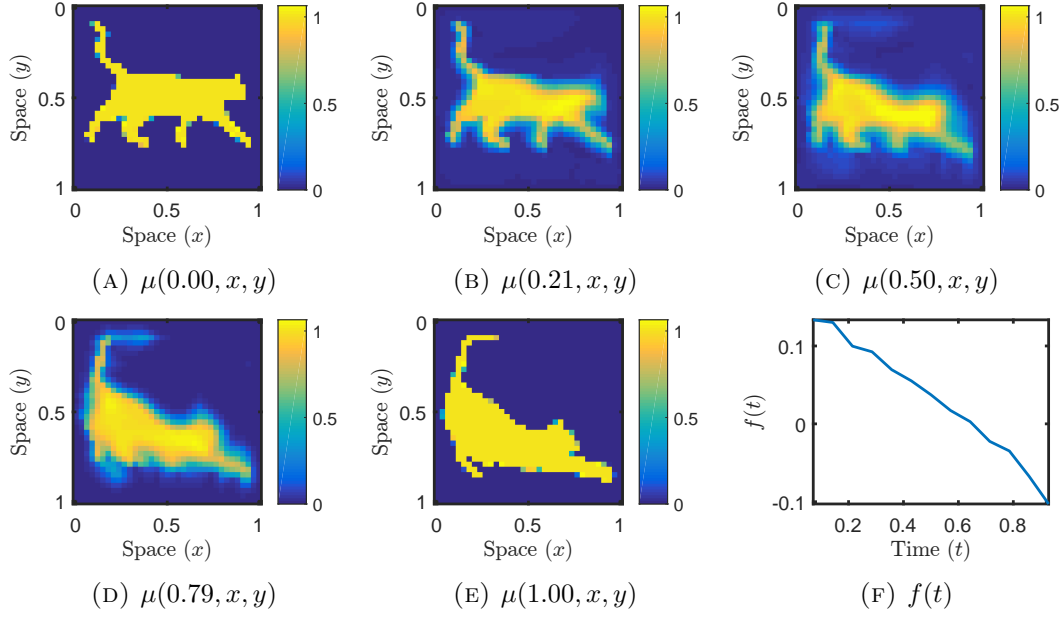 0
0.5
1
Space (y)
0 0.5 1
Space (x)
1
0.5
0
(A) μ(0.00, x, y)
0
0.5
1
Space (y)
0 0.5 1
Space (x)
1
0.5
0
(B) μ(0.21, x, y)
0
0.5
1
Space (y)
0 0.5 1
Space (x)
1
0.5
0
(C) μ(0.50, x, y)
0
0.5
1
Space (y)
0 0.5 1
Space (x)
1
0.5
0
(D) μ(0.79, x, y)
0
0.5
1
Space (y)
0 0.5 1
Space (x)
1
0.5
0
(E) μ(1.00, x, y)
0.1
0
-0.1
f(t)
0.2 0.4 0.6 0.8
Time (t)
(F) f(t)